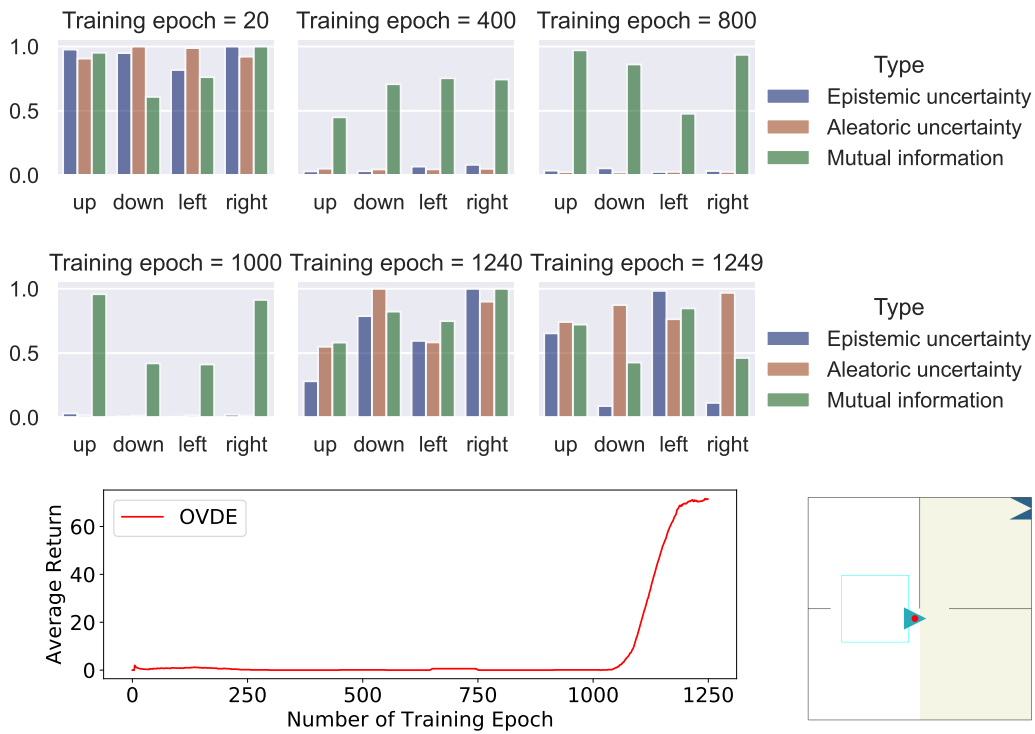 Training epoch = 20 Training epoch = 400 Training epoch = 800
1.0
0.5
0.0
up down left right up down left right up down left right
Type
Epistemic uncertainty
Aleatoric uncertainty
Mutual information
Training epoch = 1000 Training epoch = 1240 Training epoch = 1249
1.0
0.5
0.0
up down left right up down left right up down left right
Type
Epistemic uncertainty
Aleatoric uncertainty
Mutual information
Average Return
60
40
20
0
OVDE
0 250 500 750 1000 1250
Number of Training Epoch